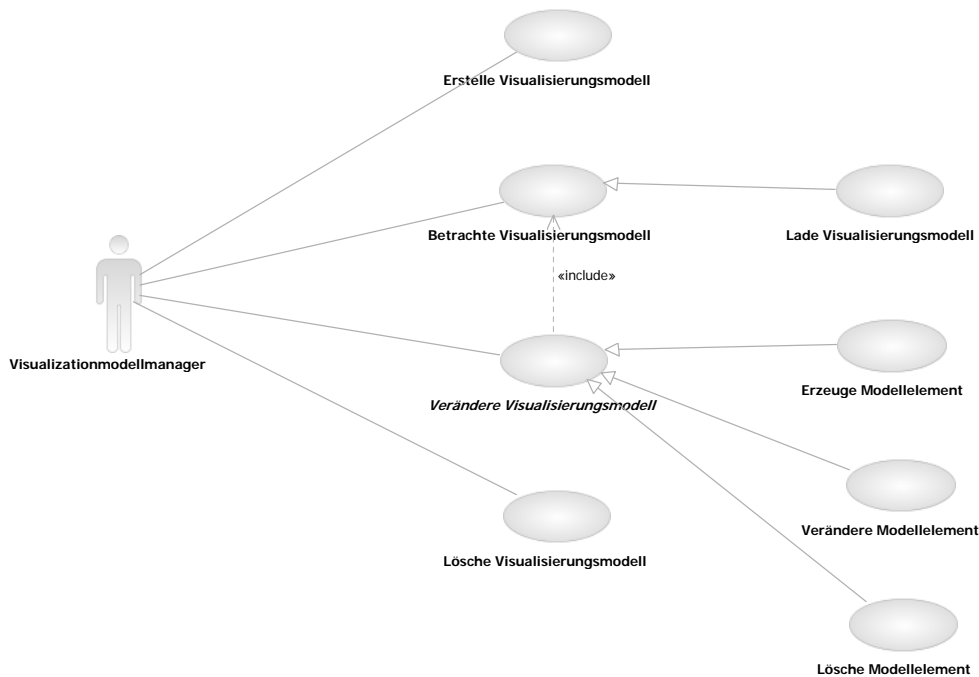 Erstelle Visualisierungsmodell
Betrachte Visualisierungsmodell
Lade Visualisierungsmodell
«include»
Visualizationmodellmanager
Verändere Visualisierungsmodell
Erzeuge Modellelement
Verändere Modellelement
Lösche Visualisierungsmodell
Lösche Modellelement